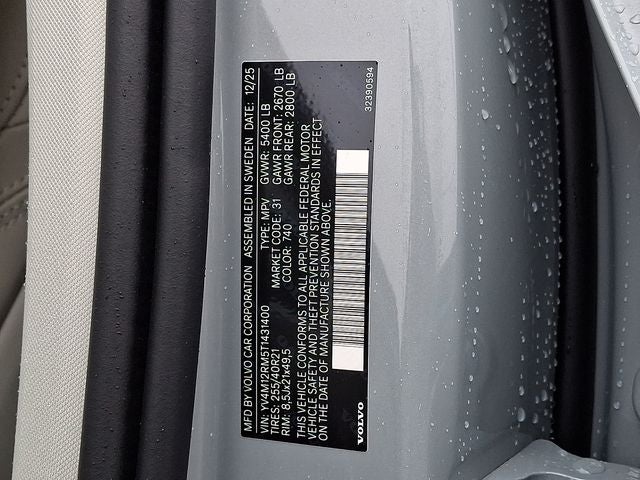 MFD BY VOLVO CAR CORPORATION ASSEMBLED IN SWEDEN DATE: 12/25
VIN: YV4M12RM5T1431400 TYPE: MPV GVWR: 5400 LB
TIRES: 255/40R21 MARKET CODE: 31 GAWR FRONT: 2670 LB
RIM: 8,5Jx21x49,5 COLOR: 740 GAWR REAR: 2800 LB
THIS VEHICLE CONFORMS TO ALL APPLICABLE FEDERAL MOTOR
VEHICLE SAFETY AND THEFT PREVENTION STANDARDS IN EFFECT
ON THE DATE OF MANUFACTURE SHOWN ABOVE.
VOLVO
32390594